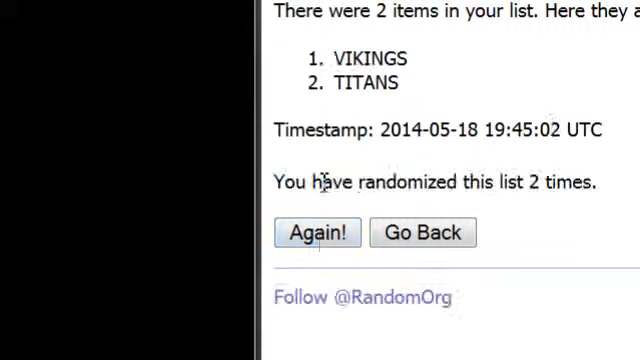 There were 2 items in your list. Here they
1. VIKINGS
2. TITANS
Timestamp: 2014-05-18 19:45:02 UTC
You have randomized this list 2 times.
Again! Go Back
Follow @RandomOrg